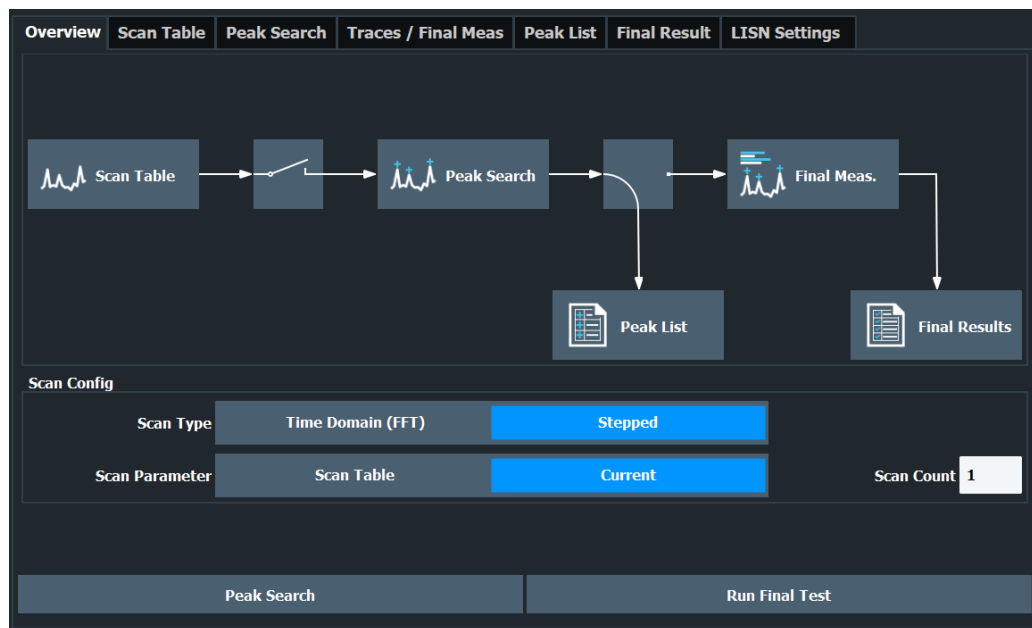 Overview Scan Table Peak Search Traces / Final Meas Peak List Final Result LISN Settings
Scan Table Peak Search Final Meas.
Peak List Final Results
Scan Config
Scan Type Time Domain (FFT) Stepped
Scan Parameter Scan Table Current Scan Count 1
Peak Search Run Final Test